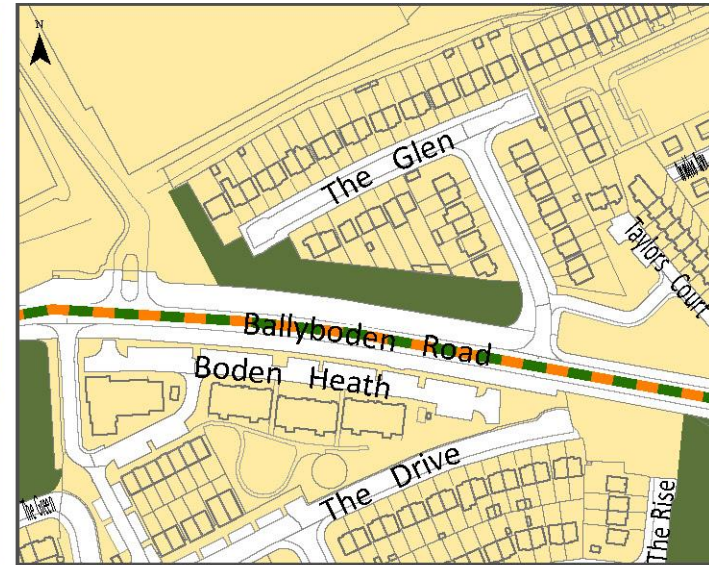 N
The Glen
Taylors Court
Ballyboden Road
Boden Heath
The Drive
The Green
The Rise